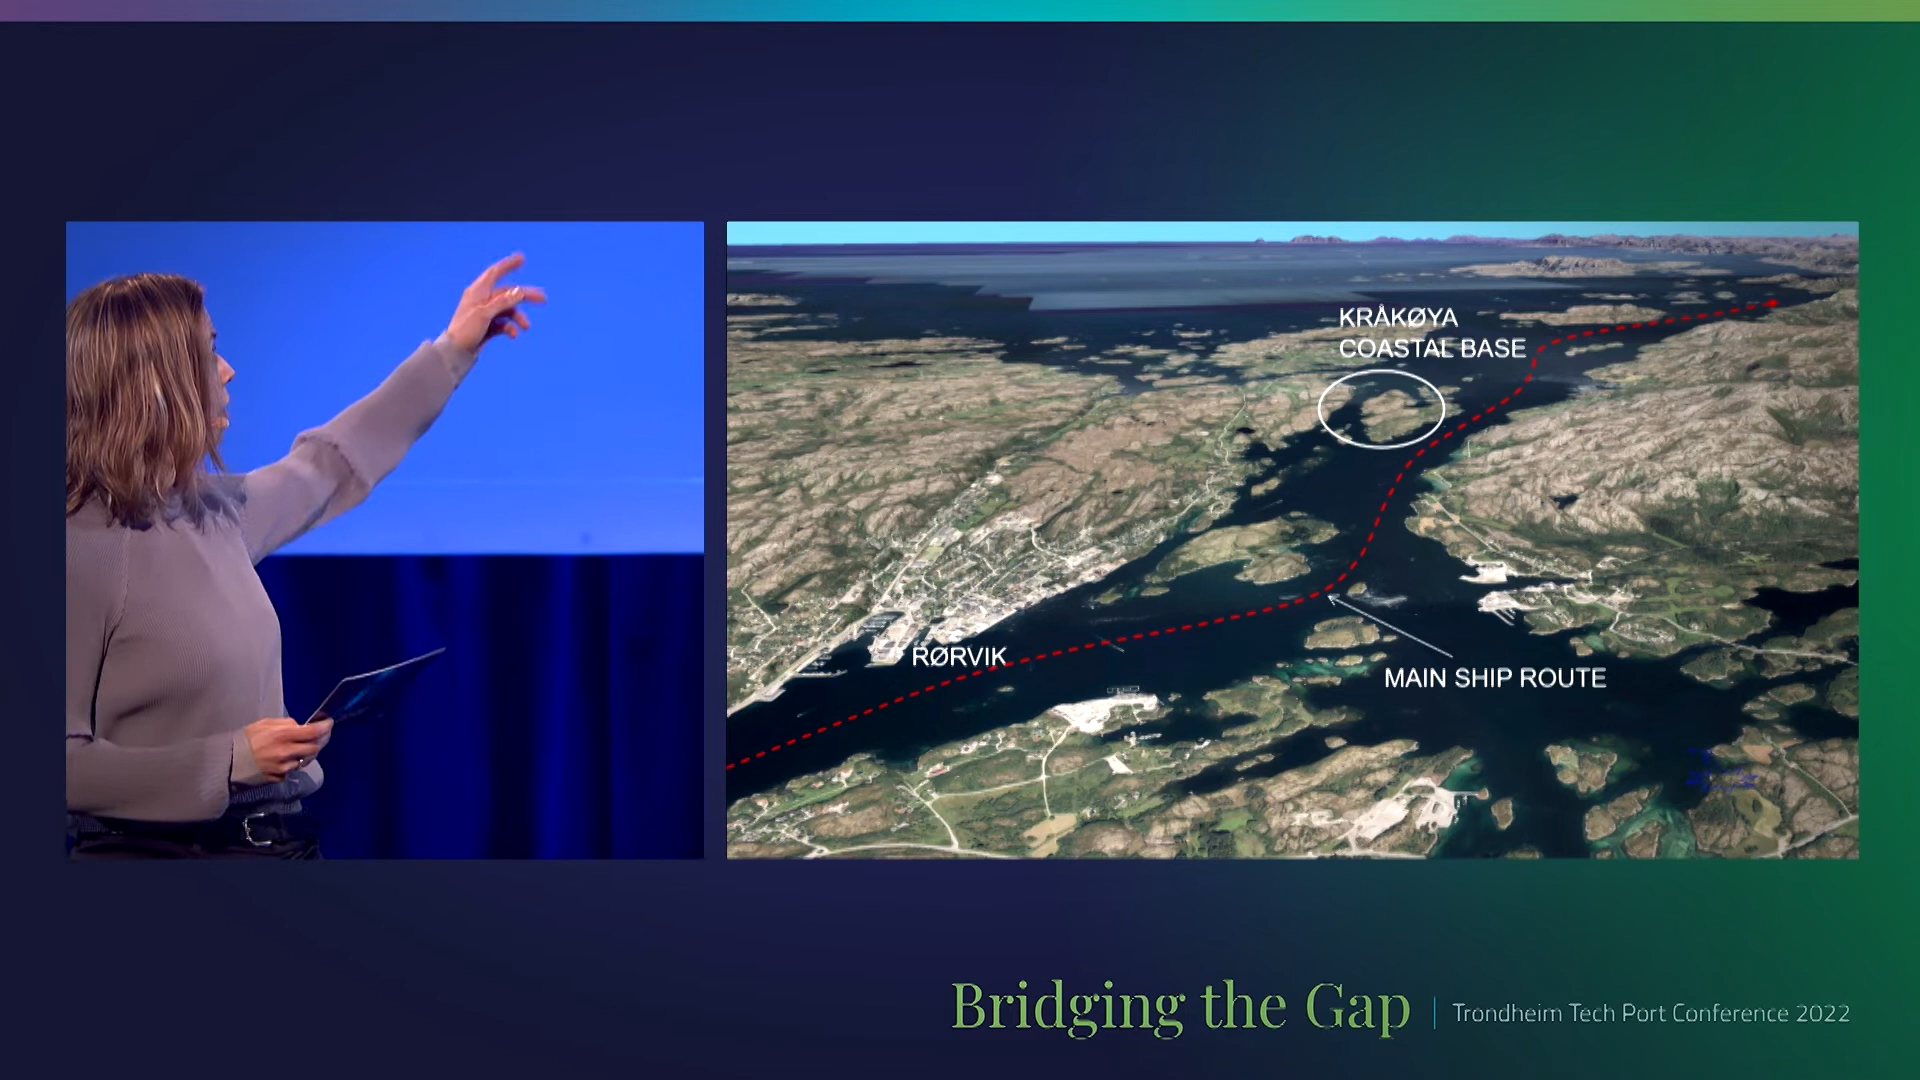 KRÅKØYA
COASTAL BASE
RØRVIK
MAIN SHIP ROUTE
Bridging the Gap
Trondheim Tech Port Conference 2022